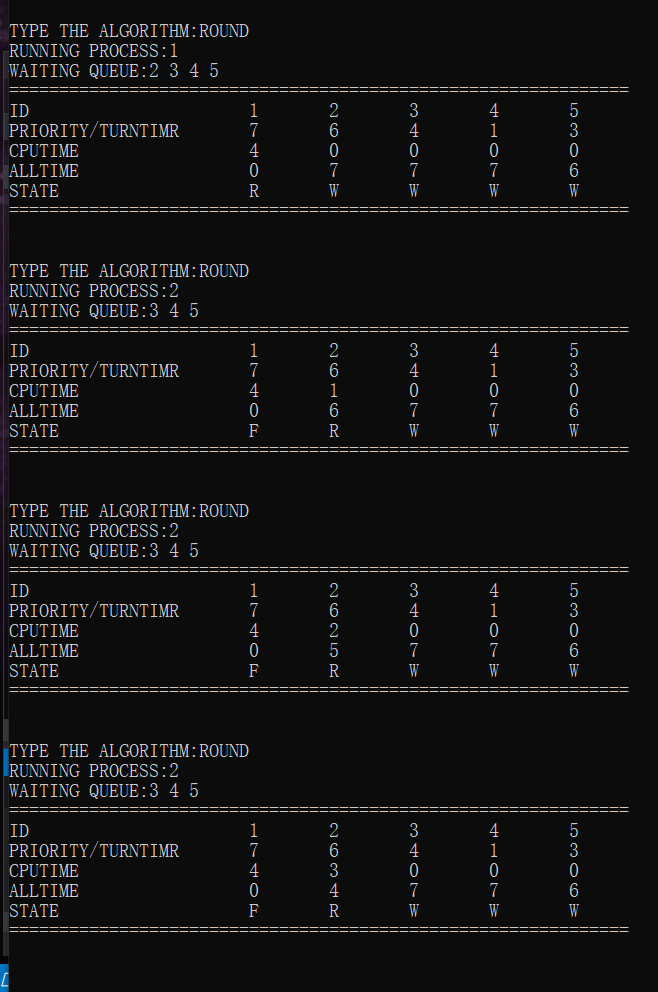 TYPE THE ALGORITHM:ROUND
RUNNING PROCESS:1
WAITING QUEUE:2 3 4 5
==============================================================
ID 1 2 3 4 5
PRIORITY/TURNTIMR 7 6 4 1 3
CPUTIME 4 0 0 0 0
ALLTIME 0 7 7 7 6
STATE R W W W W
==============================================================
TYPE THE ALGORITHM:ROUND
RUNNING PROCESS:2
WAITING QUEUE:3 4 5
==============================================================
ID 1 2 3 4 5
PRIORITY/TURNTIMR 7 6 4 1 3
CPUTIME 4 1 0 0 0
ALLTIME 0 6 7 7 6
STATE F R W W W
==============================================================
TYPE THE ALGORITHM:ROUND
RUNNING PROCESS:2
WAITING QUEUE:3 4 5
==============================================================
ID 1 2 3 4 5
PRIORITY/TURNTIMR 7 6 4 1 3
CPUTIME 4 2 0 0 0
ALLTIME 0 5 7 7 6
STATE F R W W W
==============================================================
TYPE THE ALGORITHM:ROUND
RUNNING PROCESS:2
WAITING QUEUE:3 4 5
==============================================================
ID 1 2 3 4 5
PRIORITY/TURNTIMR 7 6 4 1 3
CPUTIME 4 3 0 0 0
ALLTIME 0 4 7 7 6
STATE F R W W W
==============================================================